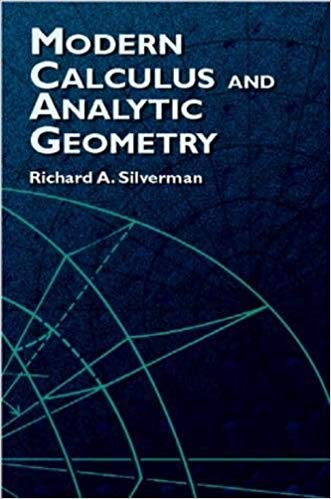 MODERN
CALCULUS AND
ANALYTIC
GEOMETRY
Richard A. Silverman